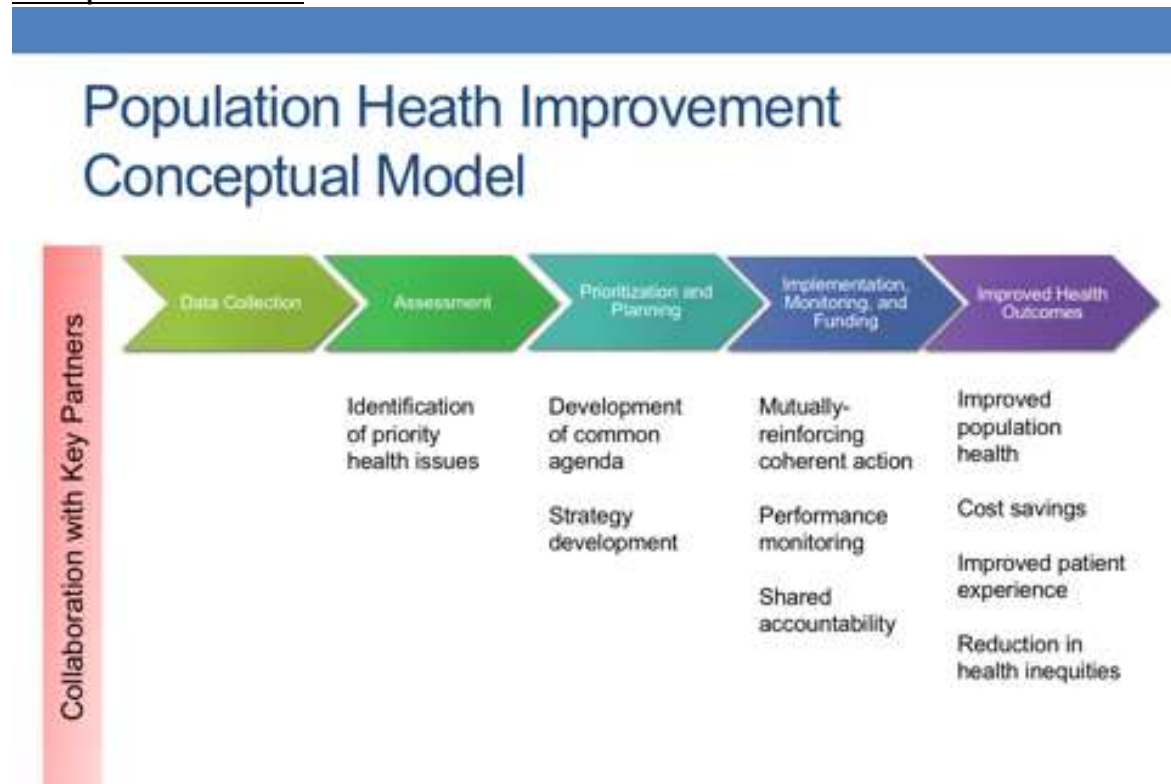 Population Heath Improvement
Conceptual Model
Collaboration with Key Partners
Data Collection
Assessment
Prioritization and
Planning
Implementation,
Monitoring, and
Funding
Improved Health
Outcomes
Identification
of priority
health issues
Development
of common
agenda
Strategy
development
Mutually-
reinforcing
coherent action
Performance
monitoring
Shared
accountability
Improved
population
health
Cost savings
Improved patient
experience
Reduction in
health inequities